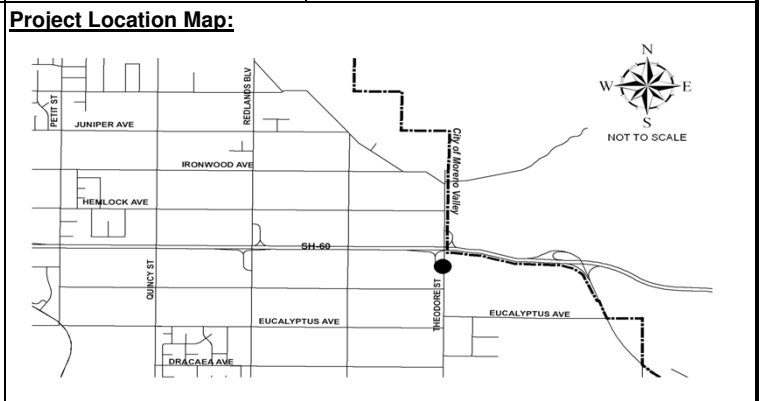 Project Location Map:
N
W
E
S
NOT TO SCALE
PETIT ST
REDLANDS BLV
JUNIPER AVE
City of Moreno Valley
IRONWOOD AVE
HEMLOCK AVE
SH-60
QUINCY ST
THEODORE ST
EUCALYPTUS AVE
EUCALYPTUS AVE
DRACAEA AVE